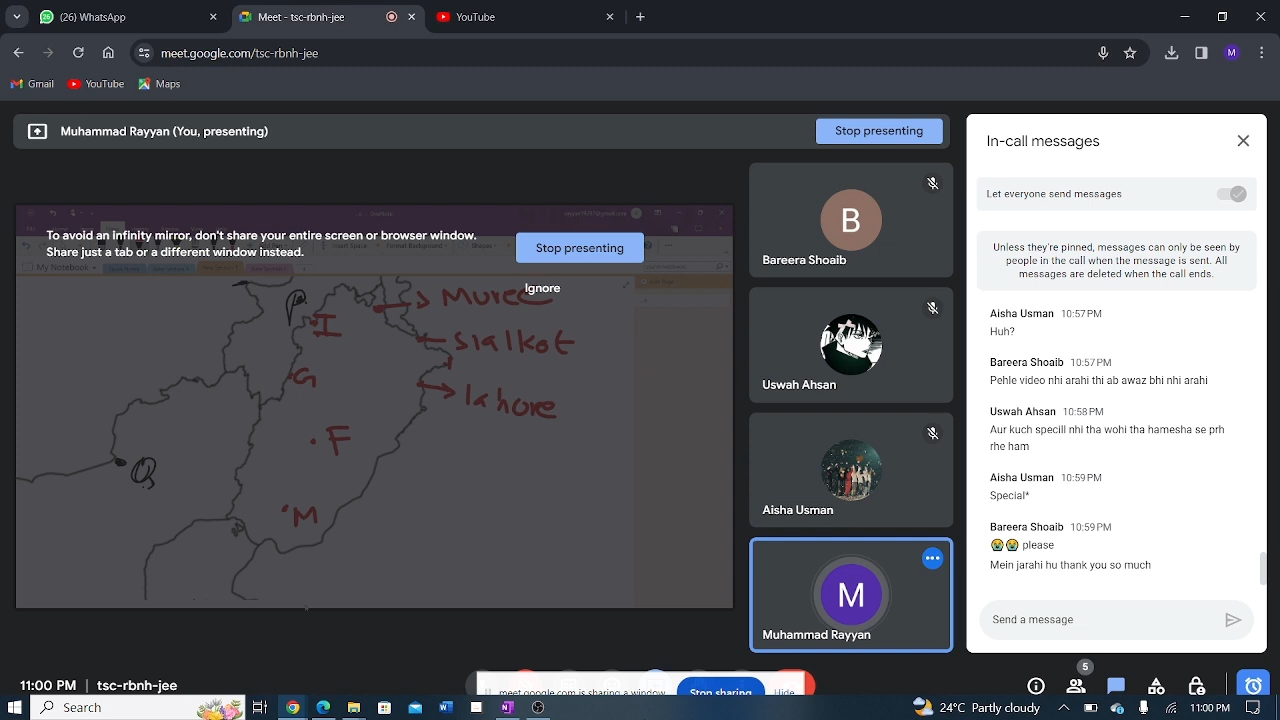 (26) WhatsApp
Meet - tsc-rbnh-jee
YouTube
meet.google.com/tsc-rbnh-jee
M
Gmail
YouTube
Maps
Muhammad Rayyan (You, presenting)
Stop presenting
To avoid an infinity mirror, don't share your entire screen or browser window.
Share just a tab or a different window instead.
Stop presenting
Ignore
My Notebook
P
I
Muree
Sialkot
G
lahore
F
Q
M
B
Bareera Shoaib
Uswah Ahsan
Aisha Usman
M
Muhammad Rayyan
In-call messages
Let everyone send messages
Unless they're pinned, messages can only be seen by
people in the call when the message is sent. All
messages are deleted when the call ends.
Aisha Usman 10:57 PM
Huh?
Bareera Shoaib 10:57 PM
Pehle video nhi arahi thi ab awaz bhi nhi arahi
Uswah Ahsan 10:58 PM
Aur kuch specill nhi tha wohi tha hamesha se prh
rhe ham
Aisha Usman 10:59 PM
Special*
Bareera Shoaib 10:59 PM
😭😭 please
Mein jarahi hu thank you so much
Send a message
11:00 PM | tsc-rbnh-jee
meet.google.com is sharing a window.
Stop sharing
Hide
5
Search
24°C Partly cloudy
11:00 PM